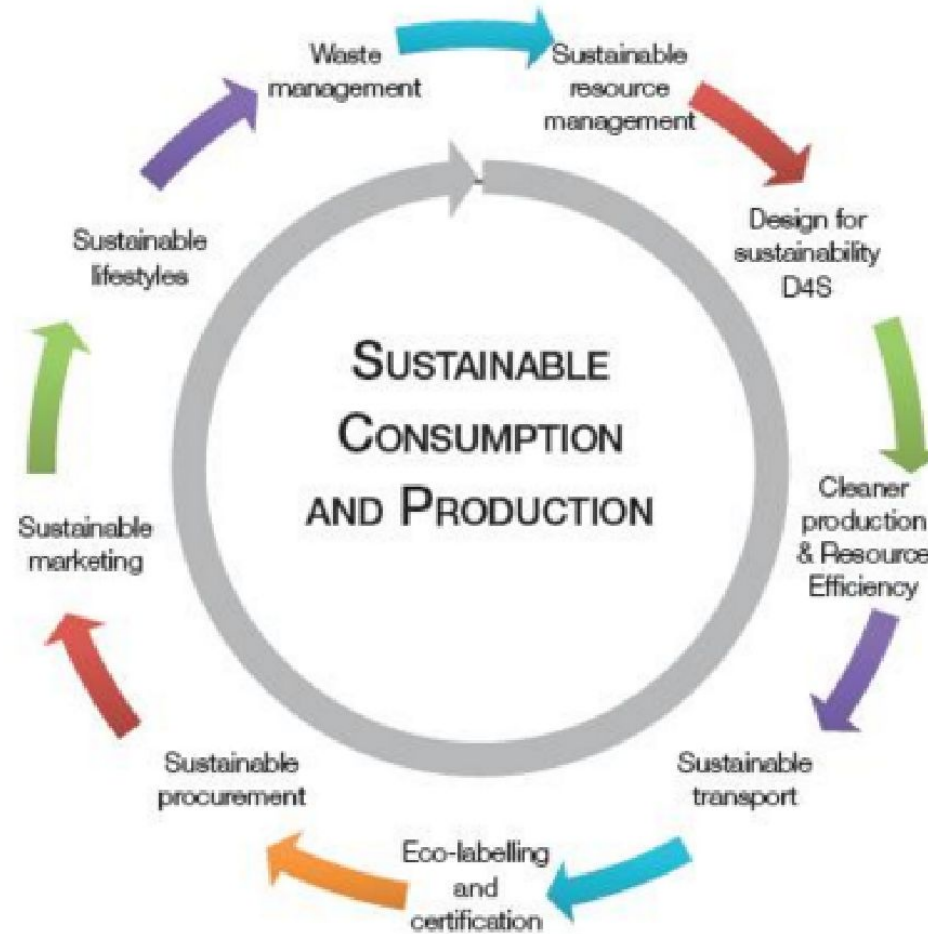 Waste
management
Sustainable
resource
management
Design for
sustainability
D4S
Cleaner
production
& Resource
Efficiency
Sustainable
transport
Eco-labelling
and
certification
Sustainable
procurement
Sustainable
marketing
Sustainable
lifestyles
SUSTAINABLE
CONSUMPTION
AND PRODUCTION